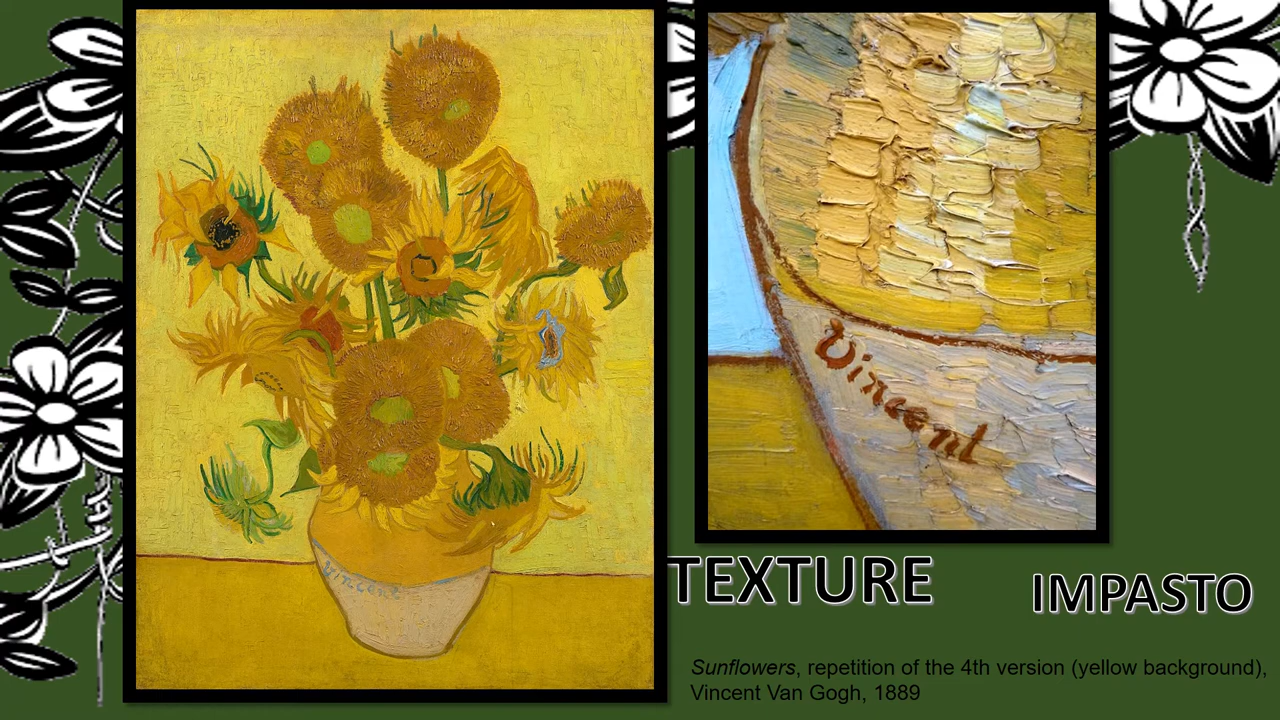 Vincent
Vincent
TEXTURE
IMPASTO
Sunflowers, repetition of the 4th version (yellow background),
Vincent Van Gogh, 1889